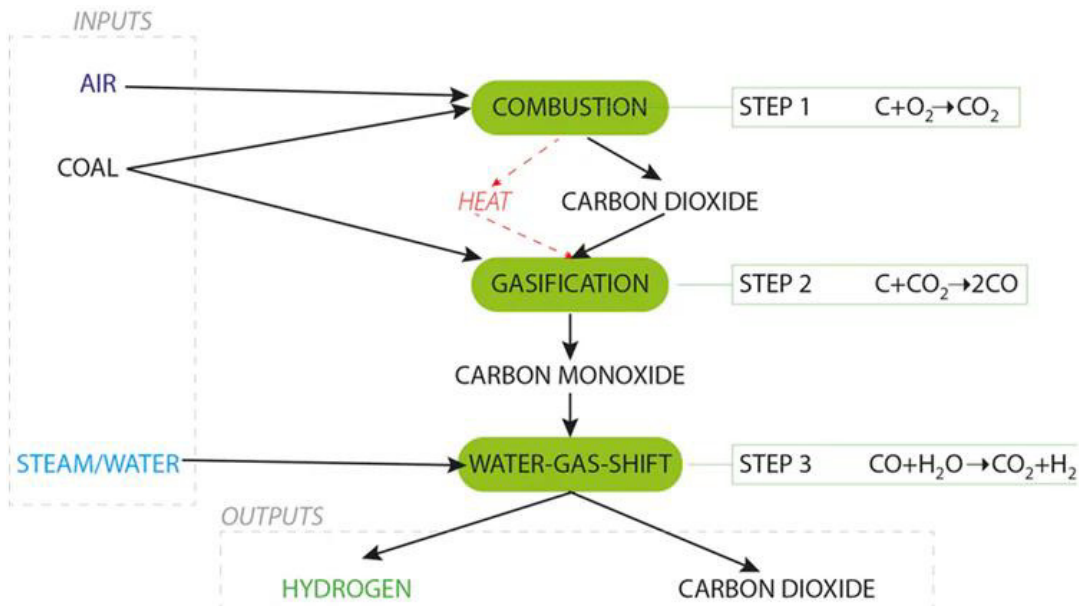 INPUTS
AIR
COMBUSTION
STEP 1 C+O₂→CO₂
COAL
HEAT
CARBON DIOXIDE
GASIFICATION
STEP 2 C+CO₂→2CO
CARBON MONOXIDE
STEAM/WATER
WATER-GAS-SHIFT
STEP 3 CO+H₂O→CO₂+H₂
OUTPUTS
HYDROGEN
CARBON DIOXIDE